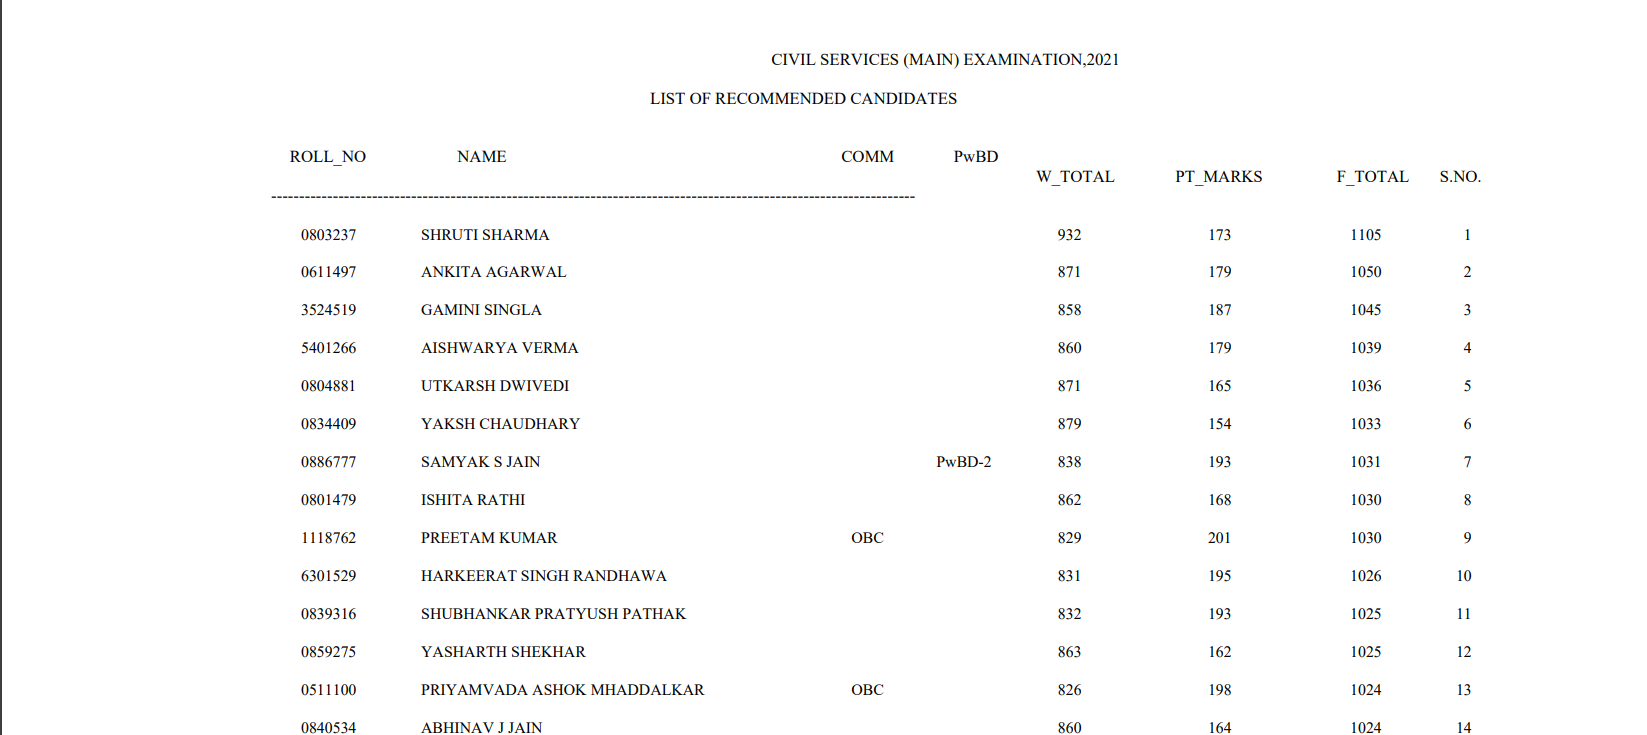 CIVIL SERVICES (MAIN) EXAMINATION,2021
LIST OF RECOMMENDED CANDIDATES
ROLL_NO NAME COMM PwBD
W_TOTAL PT_MARKS F_TOTAL S.NO.
0803237 SHRUTI SHARMA 932 173 1105 1
0611497 ANKITA AGARWAL 871 179 1050 2
3524519 GAMINI SINGLA 858 187 1045 3
5401266 AISHWARYA VERMA 860 179 1039 4
0804881 UTKARSH DWIVEDI 871 165 1036 5
0834409 YAKSH CHAUDHARY 879 154 1033 6
0886777 SAMYAK S JAIN PwBD-2 838 193 1031 7
0801479 ISHITA RATHI 862 168 1030 8
1118762 PREETAM KUMAR OBC 829 201 1030 9
6301529 HARKEERAT SINGH RANDHAWA 831 195 1026 10
0839316 SHUBHANKAR PRATYUSH PATHAK 832 193 1025 11
0859275 YASHARTH SHEKHAR 863 162 1025 12
0511100 PRIYAMVADA ASHOK MHADDALKAR OBC 826 198 1024 13
0840534 ABHINAV J JAIN 860 164 1024 14